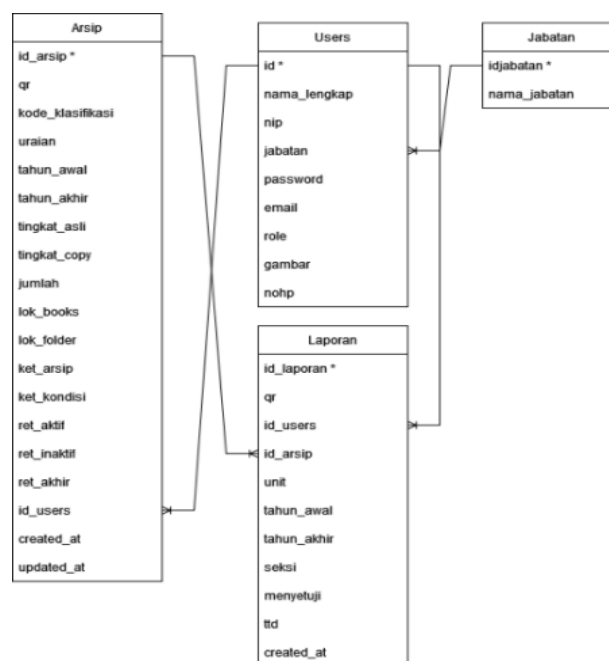 Arsip
id_arsip *
qr
kode_klasifikasi
uraian
tahun_awal
tahun_akhir
tingkat_asli
tingkat_copy
jumlah
lok_books
lok_folder
ket_arsip
ket_kondisi
ret_aktif
ret_inaktif
ret_akhir
id_users
created_at
updated_at
Users
id *
nama_lengkap
nip
jabatan
password
email
role
gambar
nohp
Jabatan
idjabatan *
nama_jabatan
Laporan
id_laporan *
qr
id_users
id_arsip
unit
tahun_awal
tahun_akhir
seksi
menyetuji
ttd
created_at